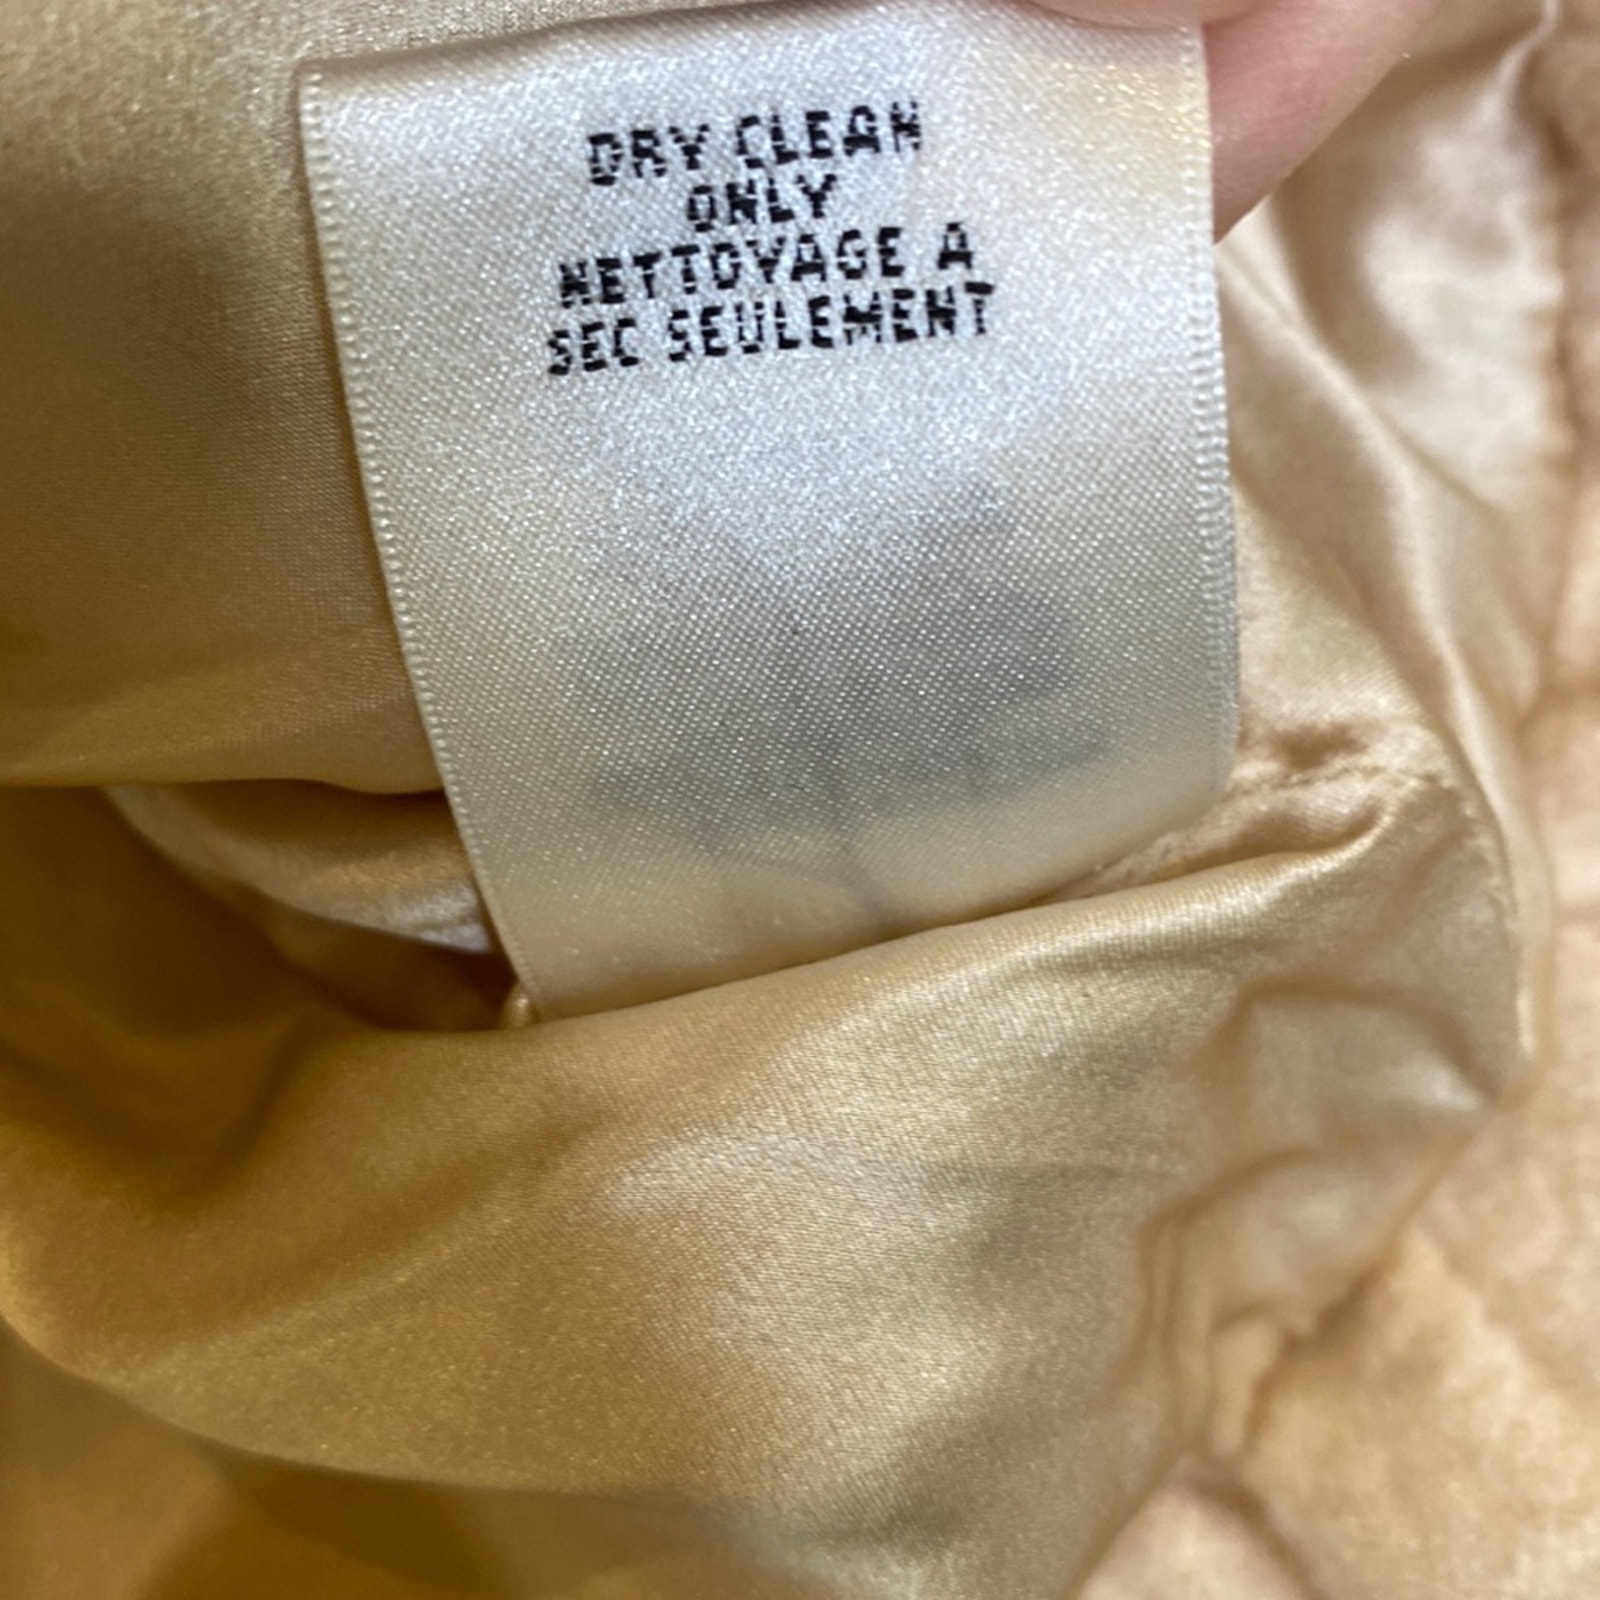 DRY CLEAN
ONLY
NETTOYAGE A
SEC SEULEMENT